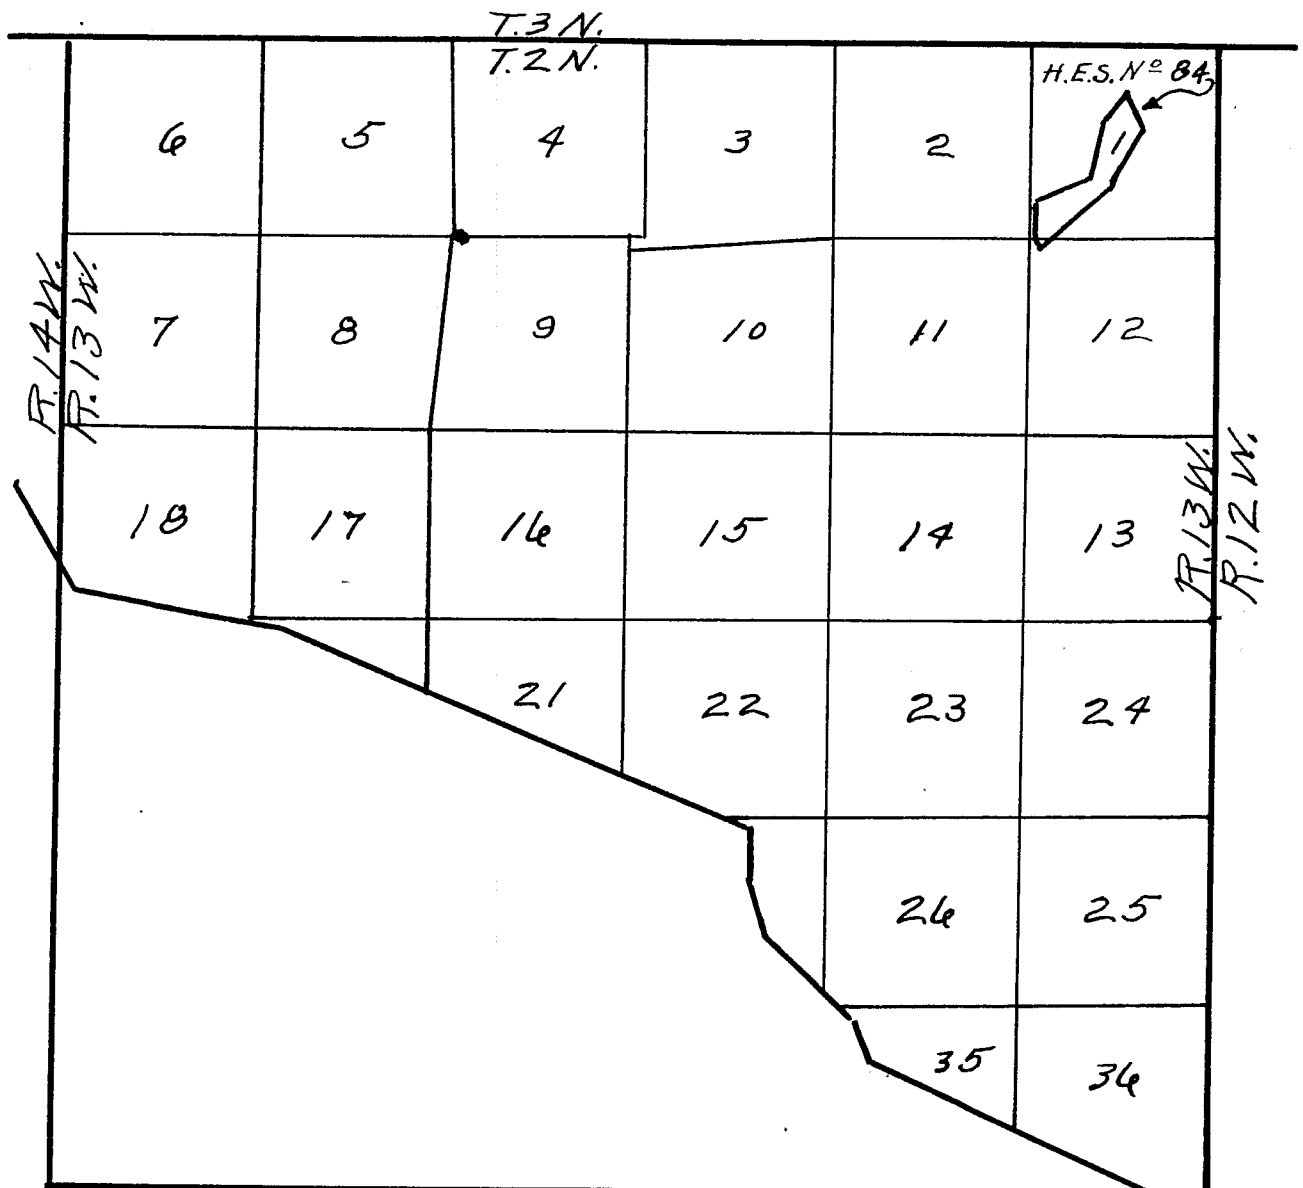 T. 3 N.
T. 2 N.
H.E.S. Nº 84
6 5 4 3 2 1
R. 14 W.
R. 13 W.
7 8 9 10 11 12
18 17 16 15 14 13
R. 13 W.
R. 12 W.
21 22 23 24
26 25
35 36